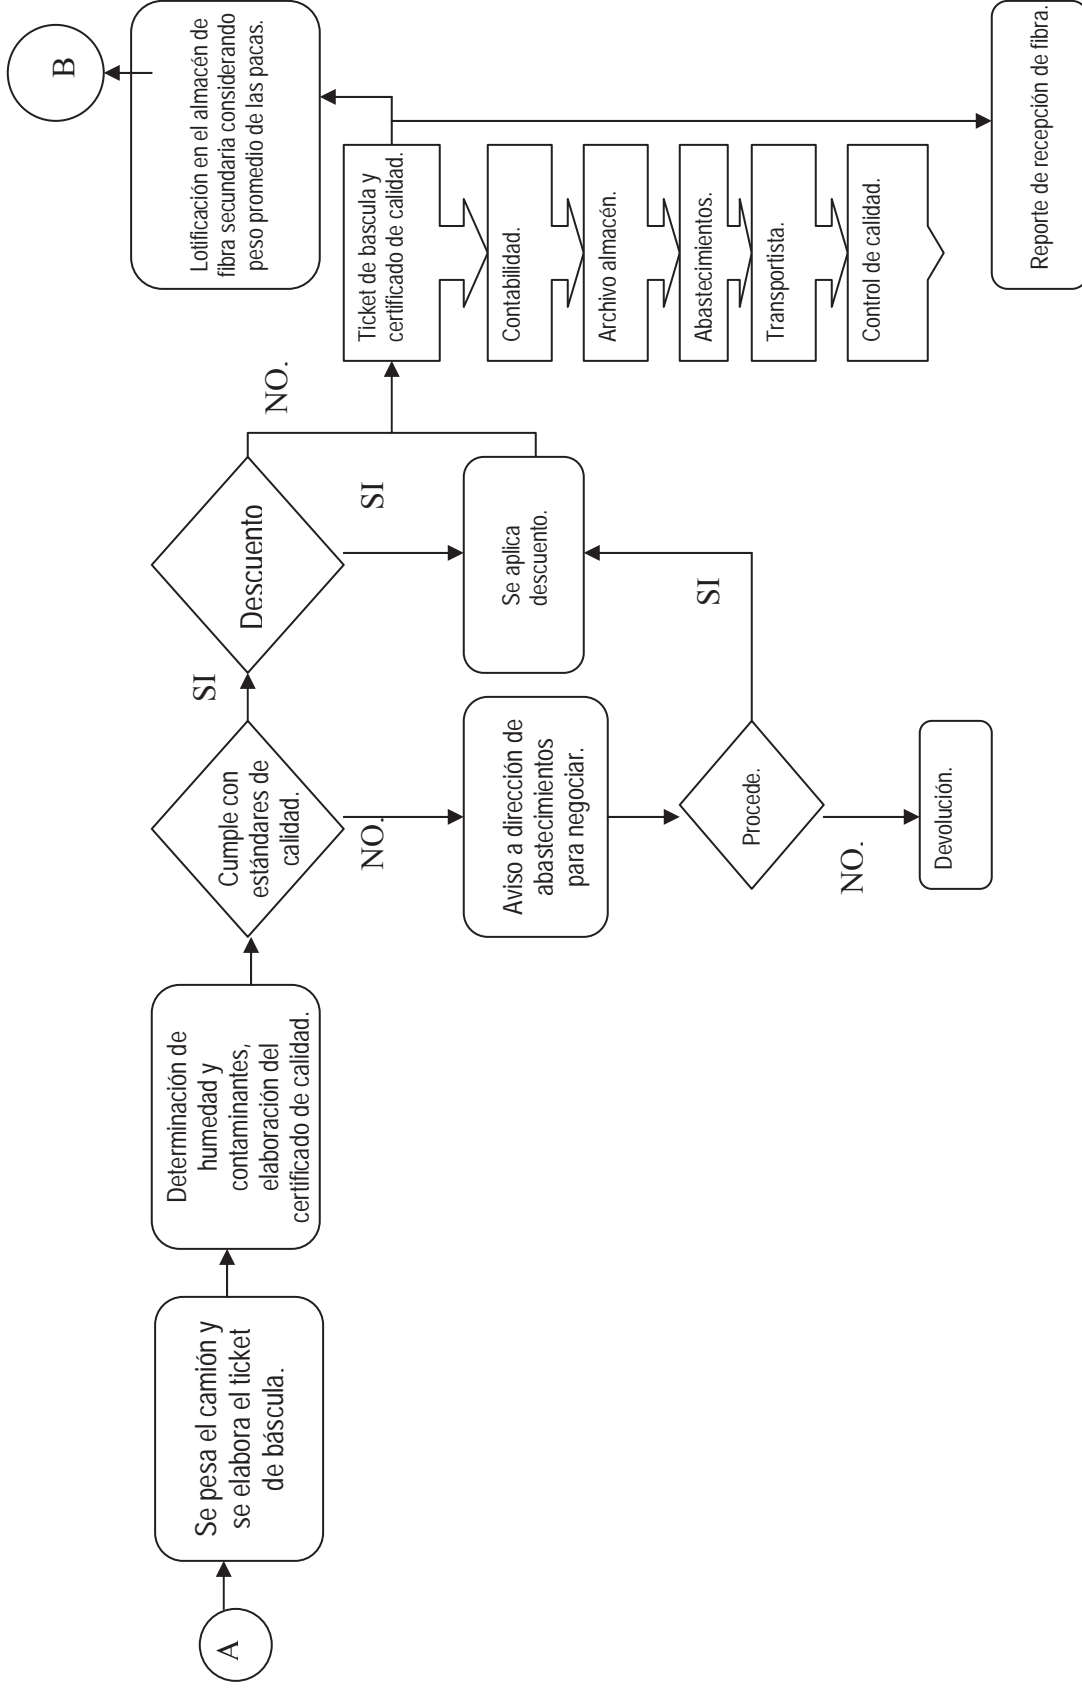 A
Se pesa el camión y
se elabora el ticket
de báscula.
Determinación de
humedad y
contaminantes,
elaboración del
certificado de calidad.
Cumple con
estándares de
calidad.
SI
NO.
Descuento
NO.
SI
Aviso a dirección de
abastecimientos
para negociar.
Se aplica
descuento.
Procede.
SI
NO.
Devolución.
Ticket de bascula y
certificado de calidad.
Contabilidad.
Archivo almacén.
Abastecimientos.
Transportista.
Control de calidad.
Lotificación en el almacén de
fibra secundaria considerando
peso promedio de las pacas.
B
Reporte de recepción de fibra.